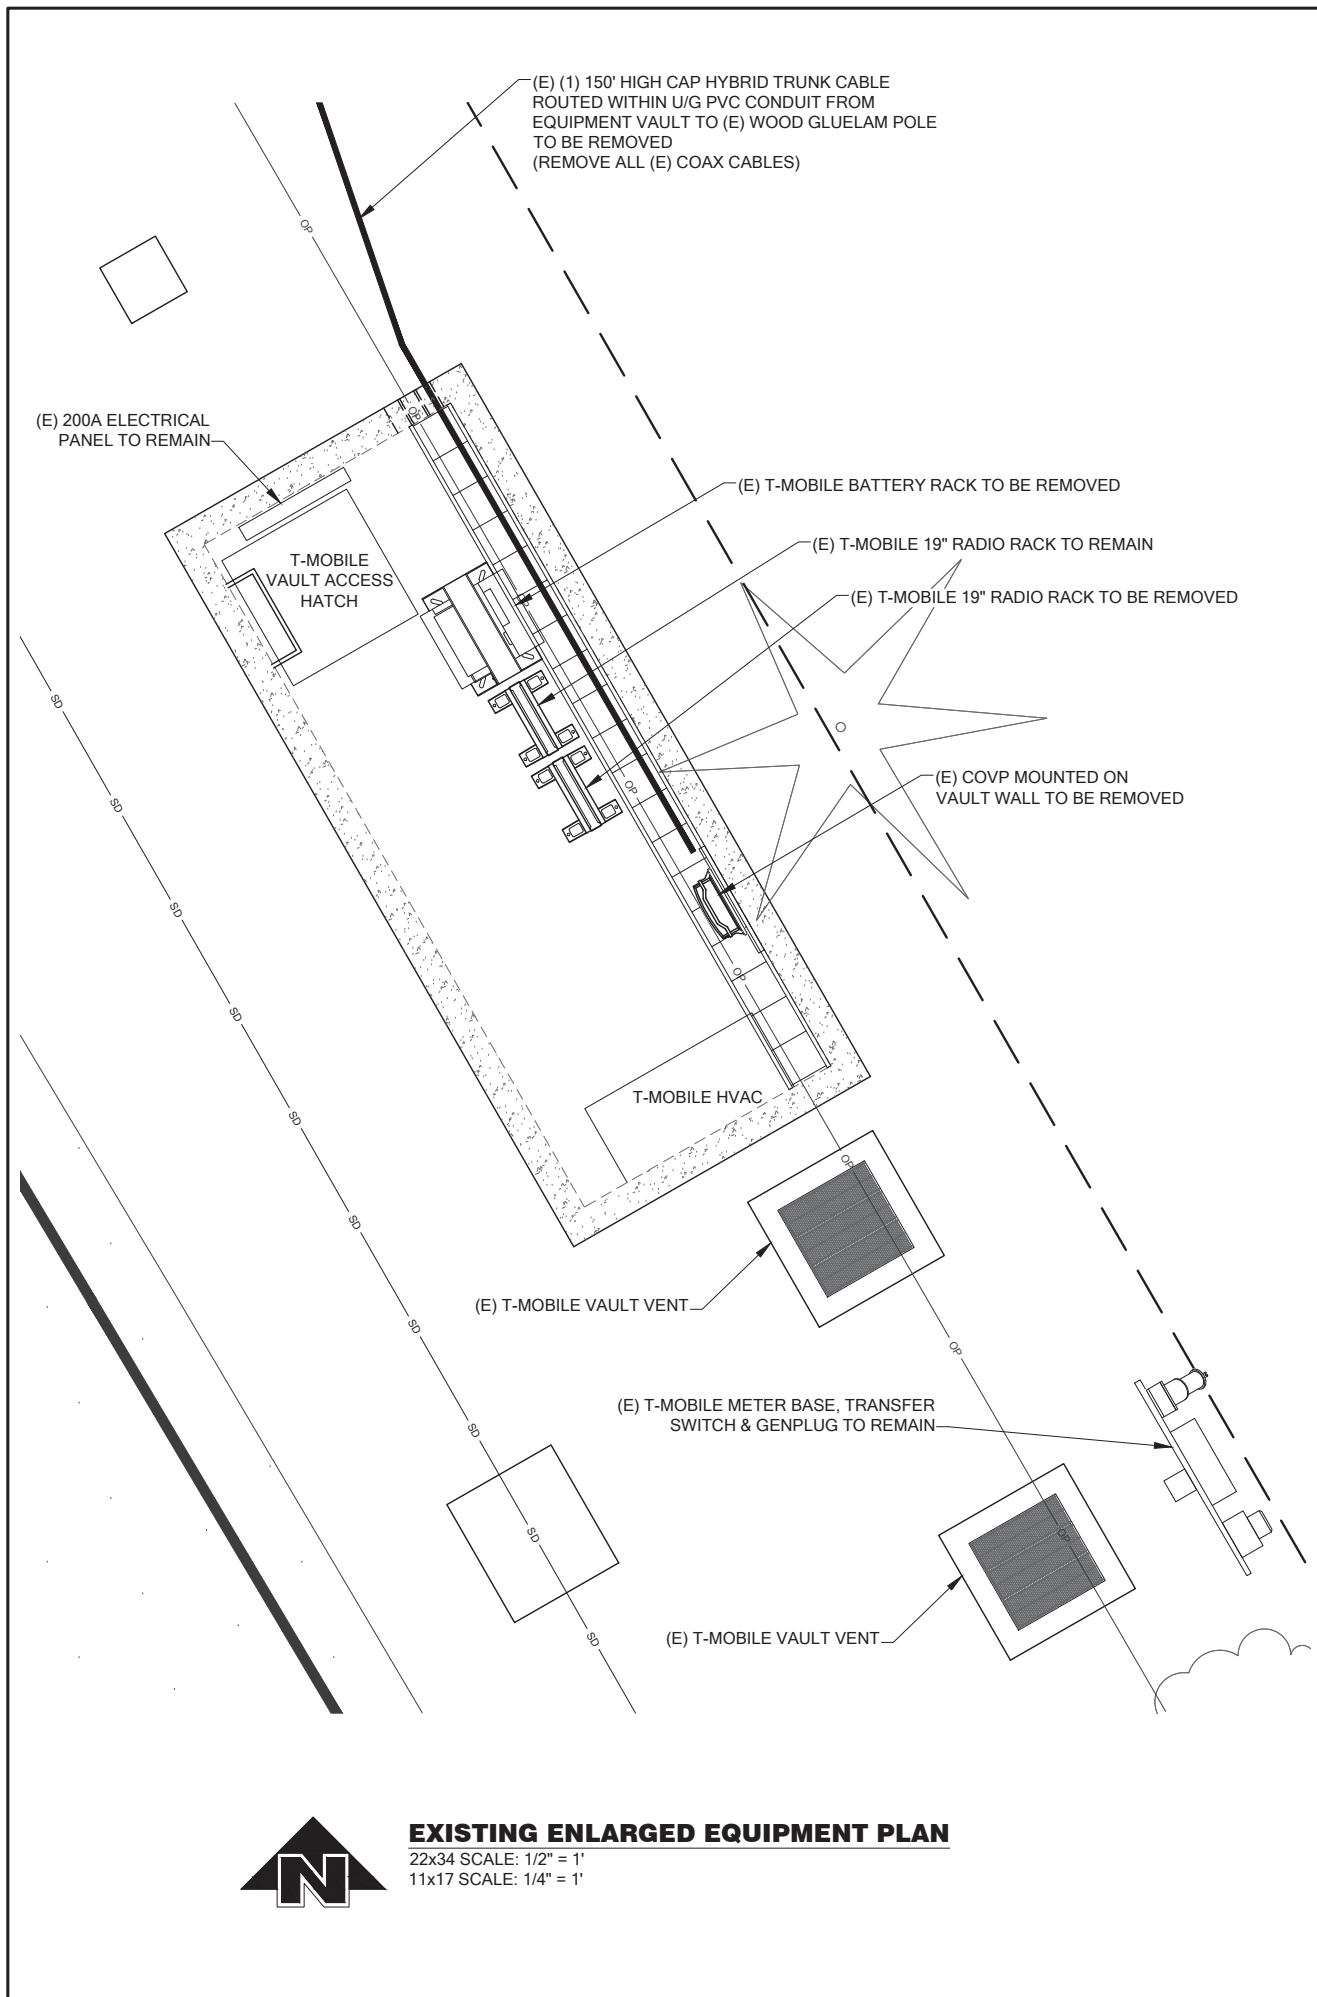 (E) (1) 150' HIGH CAP HYBRID TRUNK CABLE
ROUTED WITHIN U/G PVC CONDUIT FROM
EQUIPMENT VAULT TO (E) WOOD GLUELAM POLE
TO BE REMOVED
(REMOVE ALL (E) COAX CABLES)
OP
(E) 200A ELECTRICAL
PANEL TO REMAIN
OP
(E) T-MOBILE BATTERY RACK TO BE REMOVED
(E) T-MOBILE 19" RADIO RACK TO REMAIN
T-MOBILE
VAULT ACCESS
HATCH
(E) T-MOBILE 19" RADIO RACK TO BE REMOVED
OP
SD
OP
(E) COVP MOUNTED ON
VAULT WALL TO BE REMOVED
SD
SD
OP
SD
T-MOBILE HVAC
SD
OP
SD
(E) T-MOBILE VAULT VENT
SD
OP
(E) T-MOBILE METER BASE, TRANSFER
SWITCH & GENPLUG TO REMAIN
SD
SD
OP
(E) T-MOBILE VAULT VENT
SD
N
EXISTING ENLARGED EQUIPMENT PLAN
22x34 SCALE: 1/2" = 1'
11x17 SCALE: 1/4" = 1'